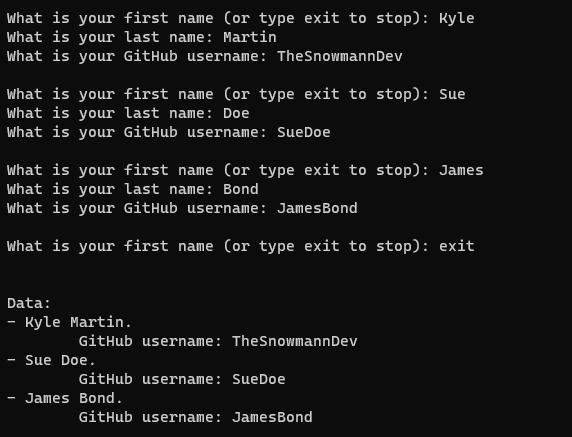 What is your first name (or type exit to stop): Kyle
What is your last name: Martin
What is your GitHub username: TheSnowmannDev
What is your first name (or type exit to stop): Sue
What is your last name: Doe
What is your GitHub username: SueDoe
What is your first name (or type exit to stop): James
What is your last name: Bond
What is your GitHub username: JamesBond
What is your first name (or type exit to stop): exit
Data:
- Kyle Martin.
GitHub username: TheSnowmannDev
- Sue Doe.
GitHub username: SueDoe
- James Bond.
GitHub username: JamesBond